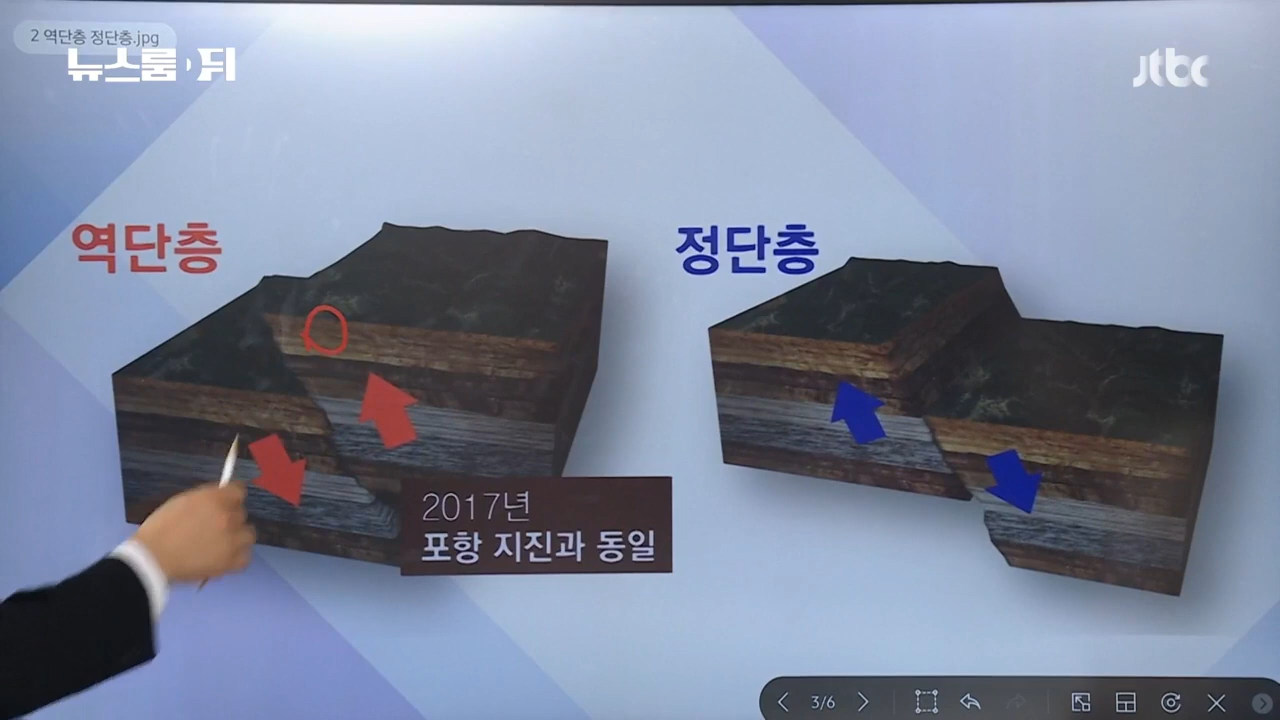 2 역단층 정단층.jpg
뉴스룸 뒤
jtbc
역단층
정단층
2017년
포항 지진과 동일
3/6